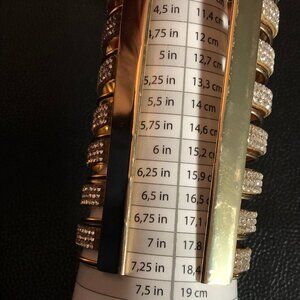 4,5 in 11,4 cm
4,75 in 12 cm
5 in 12,7 cm
5,25 in 13,3 cm
5,5 in 14 cm
5,75 in 14,6 cm
6 in 15,2 cm
6,25 in 15,9 c
6,5 in 16,5 c
6,75 in 17,1
7 in 17.8
7,25 in 18,4
7,5 in 19 cm